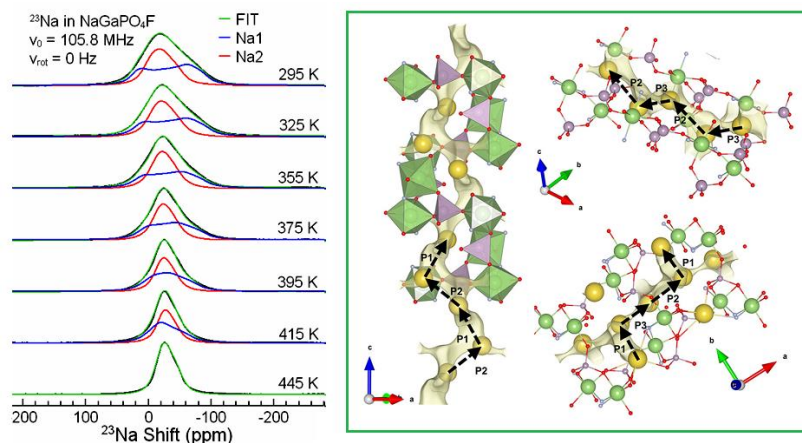 ²³Na in NaGaPO₄F
ν₀ = 105.8 MHz
νrot = 0 Hz
FIT
Na1
Na2
295 K
325 K
355 K
375 K
395 K
415 K
445 K
200 100 0 -100 -200
²³Na Shift (ppm)
P1
P2
P1
P2
c
a
P2
P3
P2
P3
c
b
a
P1
P2
P3
P1
b
a